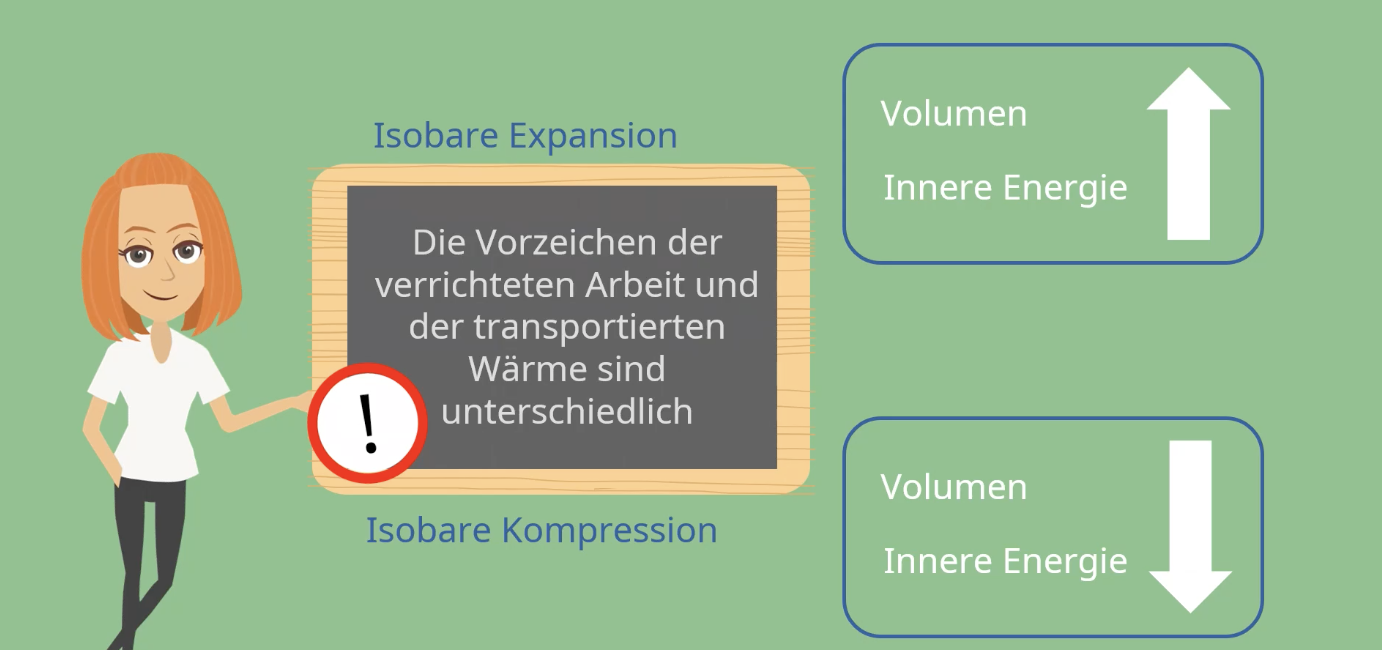 Isobare Expansion
Die Vorzeichen der
verrichteten Arbeit und
der transportierten
Wärme sind
unterschiedlich
!
Isobare Kompression
Volumen
Innere Energie
Volumen
Innere Energie